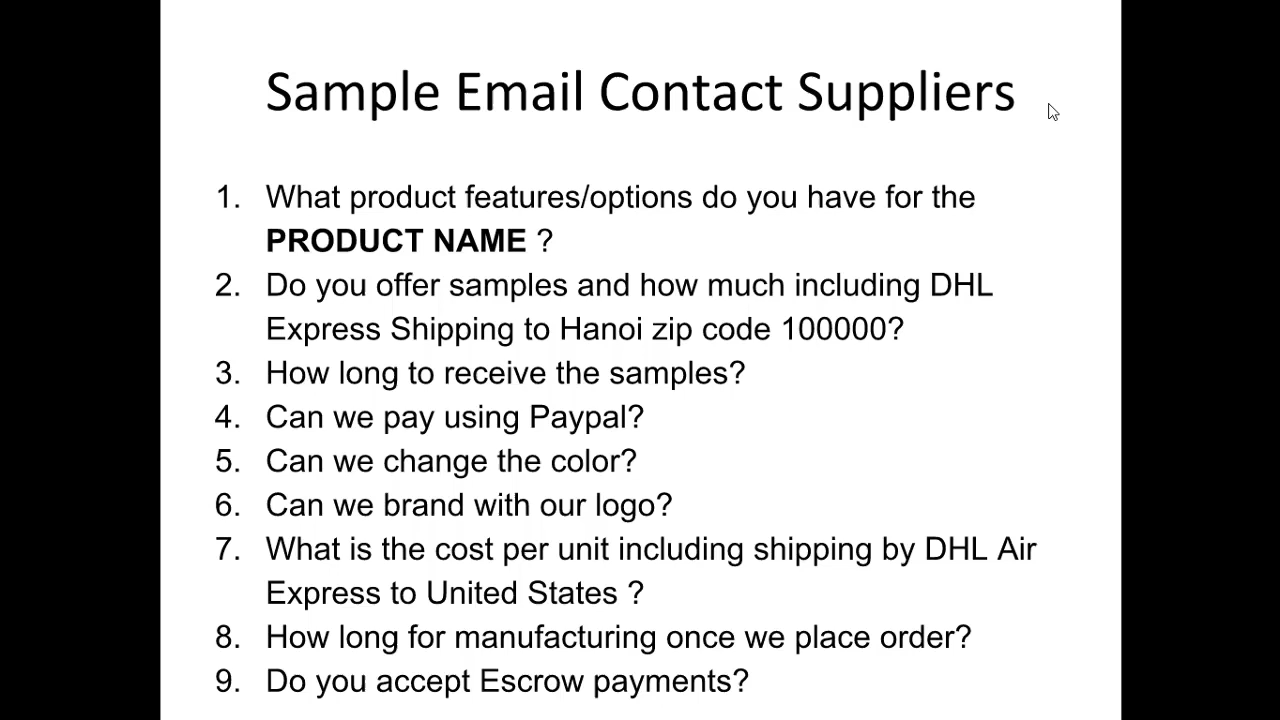 Sample Email Contact Suppliers
1. What product features/options do you have for the
PRODUCT NAME ?
2. Do you offer samples and how much including DHL
Express Shipping to Hanoi zip code 100000?
3. How long to receive the samples?
4. Can we pay using Paypal?
5. Can we change the color?
6. Can we brand with our logo?
7. What is the cost per unit including shipping by DHL Air
Express to United States ?
8. How long for manufacturing once we place order?
9. Do you accept Escrow payments?